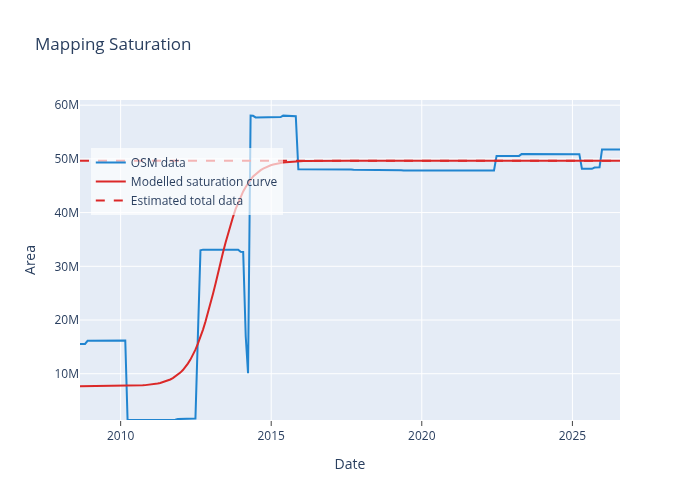 Mapping Saturation
60M
50M
40M
30M
20M
10M
OSM data
Modelled saturation curve
Estimated total data
Area
2010
2015
2020
2025
Date